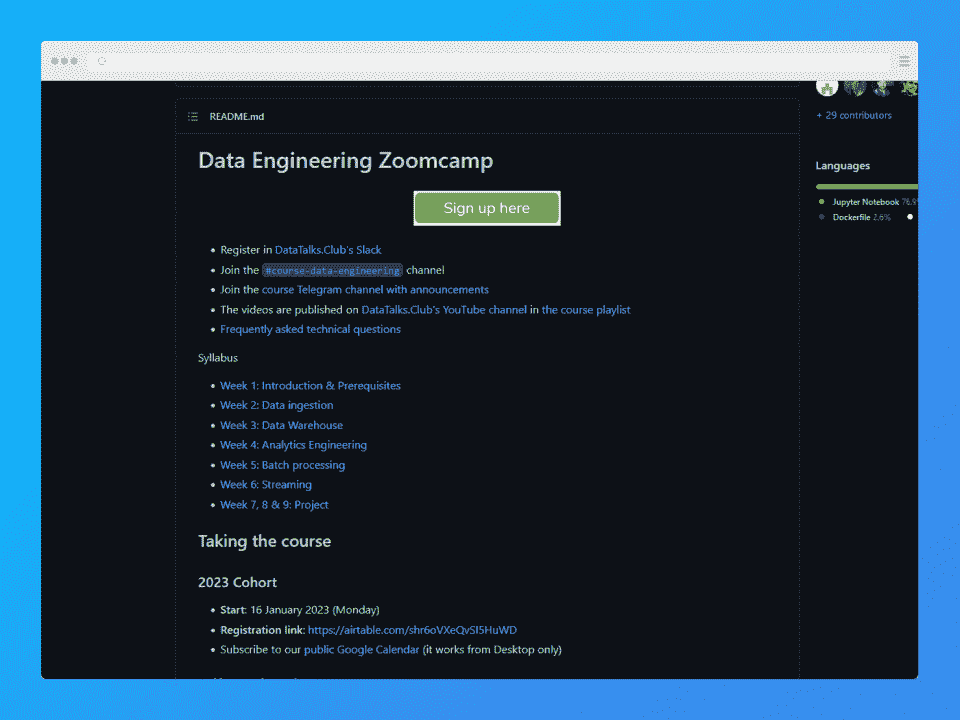 README.md
Data Engineering Zoomcamp
Sign up here
Register in DataTalks.Club's Slack
Join the #course-data-engineering channel
Join the course Telegram channel with announcements
The videos are published on DataTalks.Club's YouTube channel in the course playlist
Frequently asked technical questions
Syllabus
Week 1: Introduction & Prerequisites
Week 2: Data ingestion
Week 3: Data Warehouse
Week 4: Analytics Engineering
Week 5: Batch processing
Week 6: Streaming
Week 7, 8 & 9: Project
Taking the course
2023 Cohort
Start: 16 January 2023 (Monday)
Registration link: https://airtable.com/shr6oVXeQvSI5HuWD
Subscribe to our public Google Calendar (it works from Desktop only)
+ 29 contributors
Languages
Jupyter Notebook 76.9%
Dockerfile 2.6%